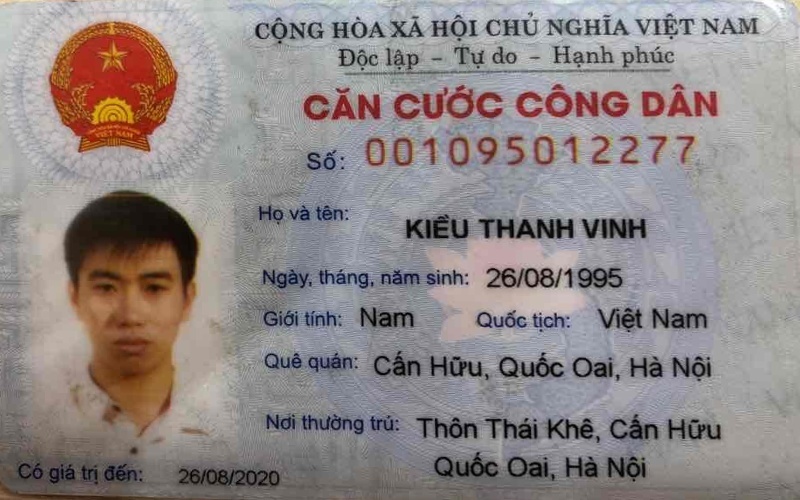 CỘNG HÒA XÃ HỘI CHỦ NGHĨA VIỆT NAM
Độc lập - Tự do - Hạnh phúc
CĂN CƯỚC CÔNG DÂN
Số: 001095012277
Họ và tên: KIỀU THANH VINH
Ngày, tháng, năm sinh: 26/08/1995
Giới tính: Nam Quốc tịch: Việt Nam
Quê quán: Cấn Hữu, Quốc Oai, Hà Nội
Nơi thường trú: Thôn Thái Khê, Cấn Hữu
Quốc Oai, Hà Nội
Có giá trị đến: 26/08/2020
VIỆT NAM